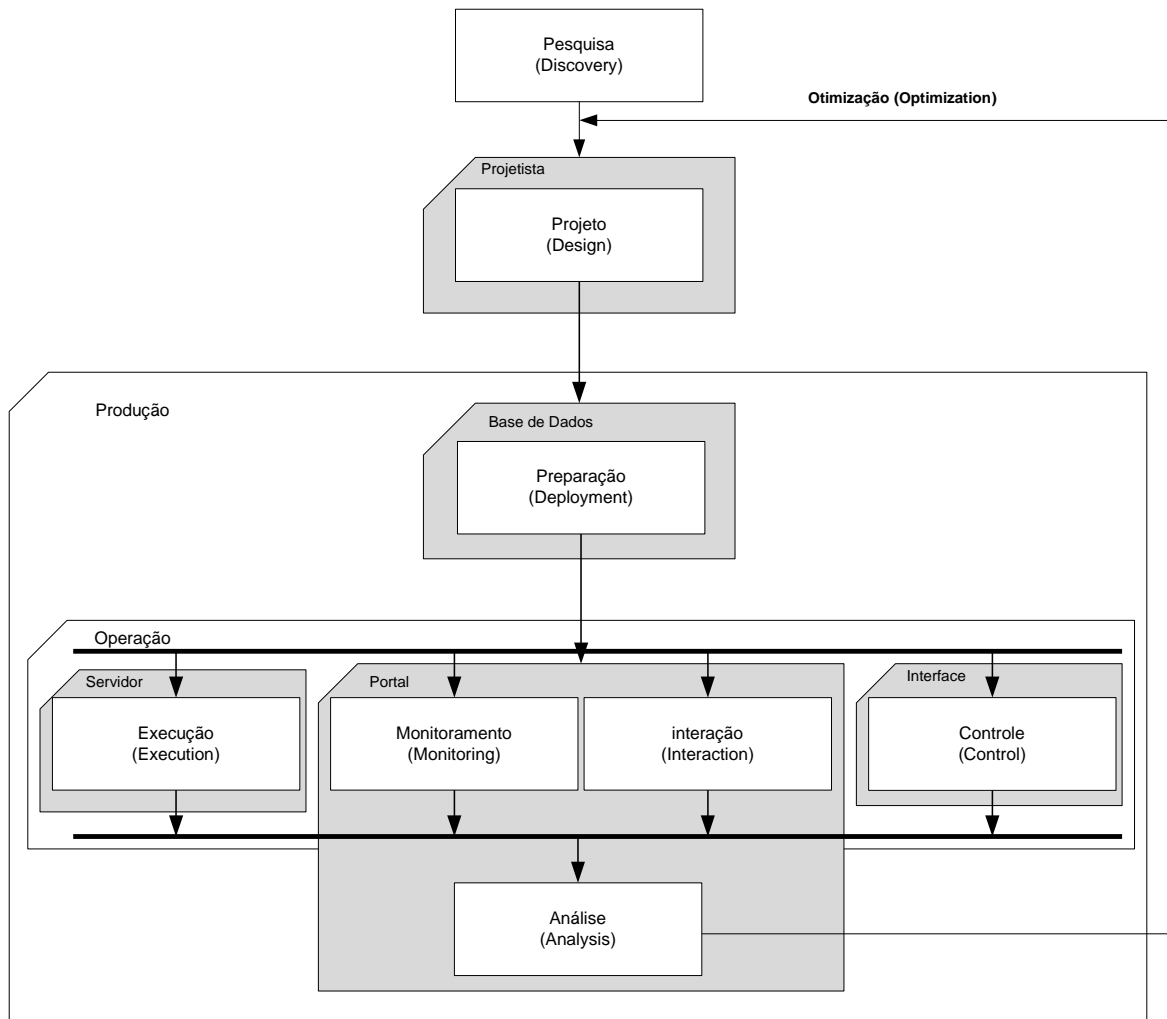 Pesquisa
(Discovery)
Otimização (Optimization)
Projetista
Projeto
(Design)
Produção
Base de Dados
Preparação
(Deployment)
Operação
Servidor
Portal
Interface
Execução
(Execution)
Monitoramento
(Monitoring)
interação
(Interaction)
Controle
(Control)
Análise
(Analysis)